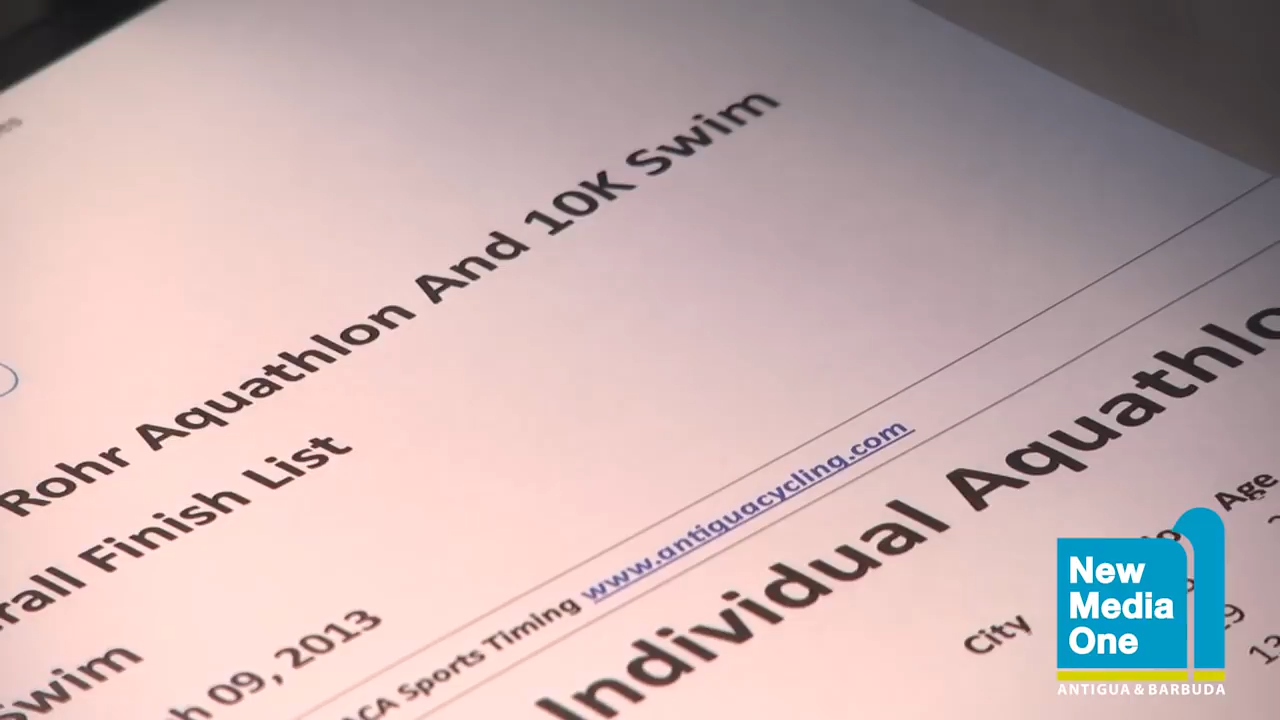 Rohr Aquathlon And 10K Swim
rall Finish List
Swim
h 09, 2013
ACA Sports Timing www.antiguacycling.com
Individual Aquathlo
City
Age
New
Media
One
ANTIGUA & BARBUDA